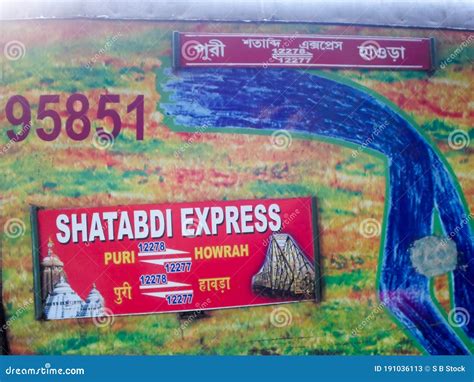 পুরী শতাব্দি এক্সপ্রেস হাওড়া
12278
12277
95851
SHATABDI EXPRESS
PURI 12278 HOWRAH
12277
पुरी 12278 हावड़ा
12277
dreamstime.com
ID 191036113 © S B Stock